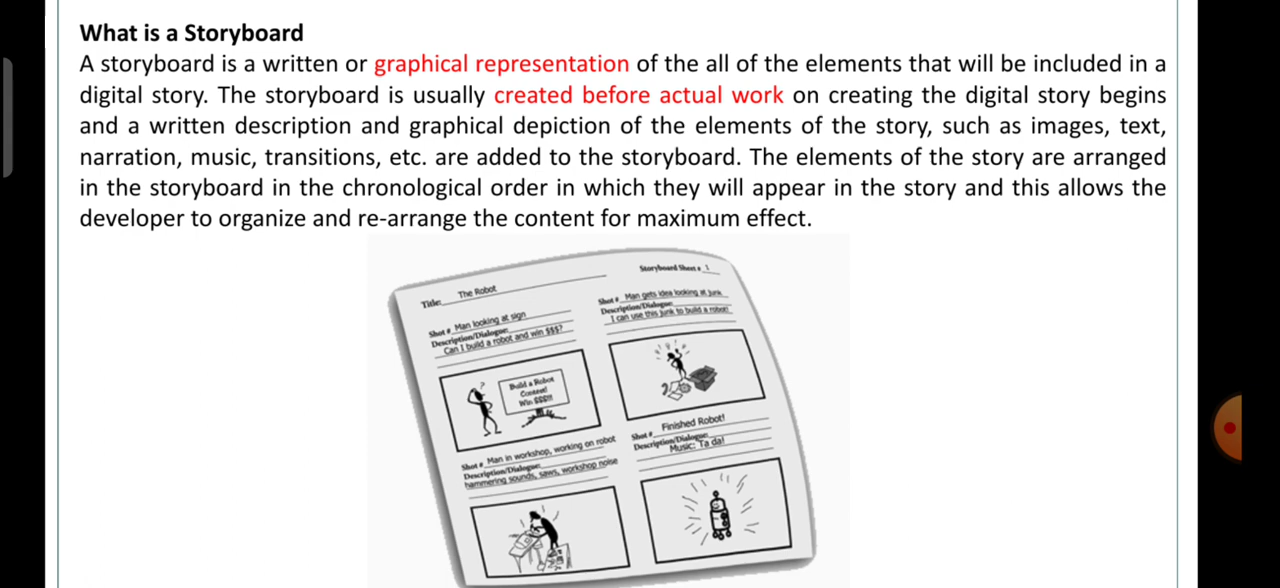 What is a Storyboard
A storyboard is a written or graphical representation of the all of the elements that will be included in a
digital story. The storyboard is usually created before actual work on creating the digital story begins
and a written description and graphical depiction of the elements of the story, such as images, text,
narration, music, transitions, etc. are added to the storyboard. The elements of the story are arranged
in the storyboard in the chronological order in which they will appear in the story and this allows the
developer to organize and re-arrange the content for maximum effect.
Storyboard Sheet # 1
Title: The Robot
Shot # Man looking at sign
Description/Dialogue:
Can I build a robot and win $$$?
Build a Robot
Contest!
Win $$$!!
Shot # Man gets idea looking at junk
Description/Dialogue:
I can use this junk to build a robot!
Shot # Man in workshop, working on robot
Description/Dialogue:
hammering sounds, saws, workshop noise
Shot # Finished Robot!
Description/Dialogue:
Music: Ta da!